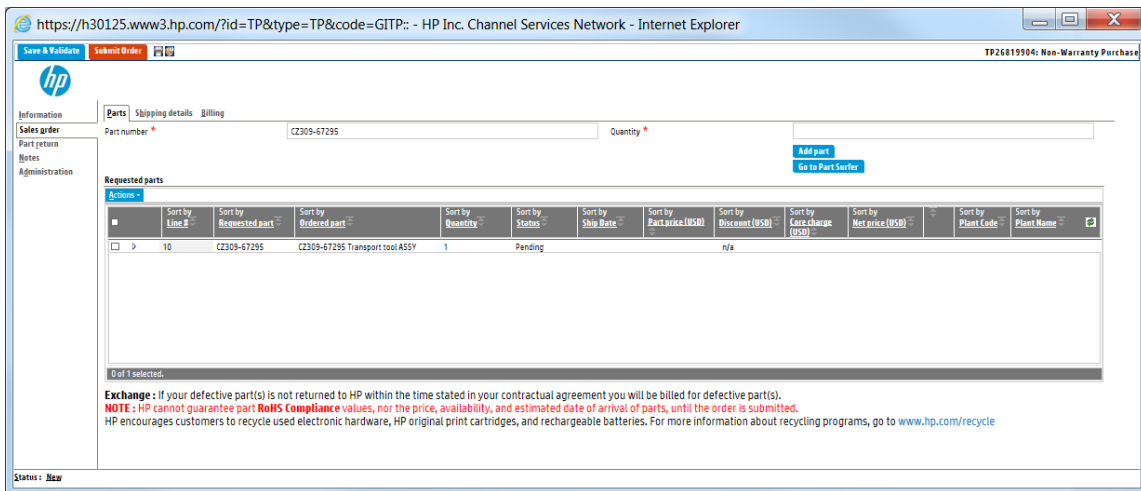 https://h30125.www3.hp.com/?id=TP&type=TP&code=GITP:: - HP Inc. Channel Services Network - Internet Explorer
Save & Validate Submit Order TP26819904: Non-Warranty Purchase
hp
Information
Sales order
Part return
Notes
Administration
Parts Shipping details Billing
Part number * CZ309-67295 Quantity *
Add part
Go to Part Surfer
Requested parts
Actions
Sort by Line # Sort by Requested part Sort by Ordered part Sort by Quantity Sort by Status Sort by Ship Date Sort by Part price (USD) Sort by Discount (USD) Sort by Core charge (USD) Sort by Net price (USD) Sort by Plant Code Sort by Plant Name
10 CZ309-67295 CZ309-67295 Transport tool ASSY 1 Pending n/a
0 of 1 selected.
Exchange : If your defective part(s) is not returned to HP within the time stated in your contractual agreement you will be billed for defective part(s).
NOTE : HP cannot guarantee part RoHS Compliance values, nor the price, availability, and estimated date of arrival of parts, until the order is submitted.
HP encourages customers to recycle used electronic hardware, HP original print cartridges, and rechargeable batteries. For more information about recycling programs, go to www.hp.com/recycle
Status : New